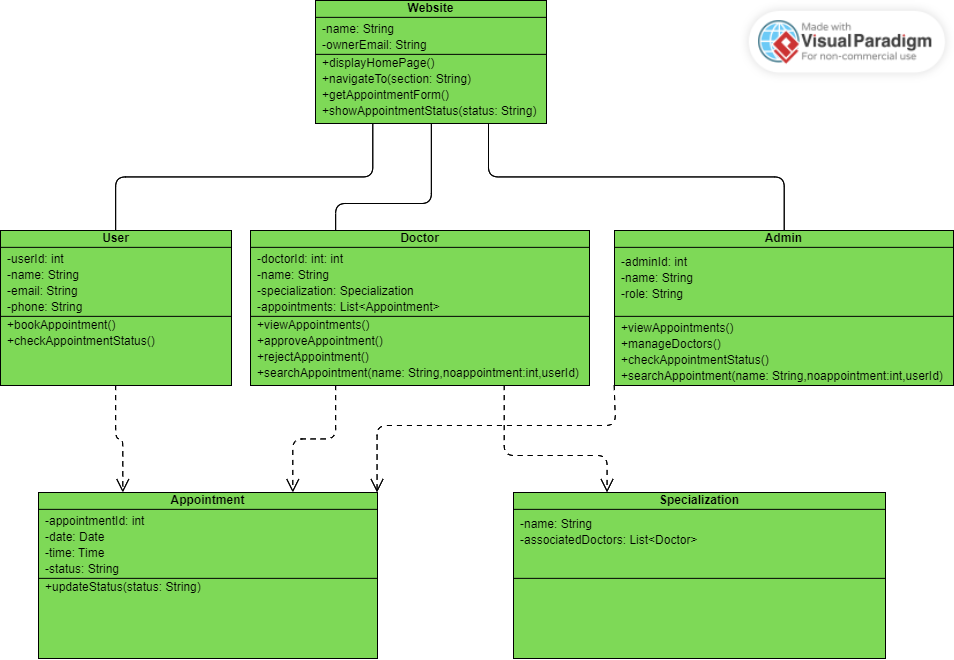 Website
-name: String
-ownerEmail: String
+displayHomePage()
+navigateTo(section: String)
+getAppointmentForm()
+showAppointmentStatus(status: String)
Made with
VisualParadigm
For non-commercial use
User
-userId: int
-name: String
-email: String
-phone: String
+bookAppointment()
+checkAppointmentStatus()
Doctor
-doctorId: int: int
-name: String
-specialization: Specialization
-appointments: List<Appointment>
+viewAppointments()
+approveAppointment()
+rejectAppointment()
+searchAppointment(name: String,noappointment:int,userId)
Admin
-adminId: int
-name: String
-role: String
+viewAppointments()
+manageDoctors()
+checkAppointmentStatus()
+searchAppointment(name: String,noappointment:int,userId)
Appointment
-appointmentId: int
-date: Date
-time: Time
-status: String
+updateStatus(status: String)
Specialization
-name: String
-associatedDoctors: List<Doctor>